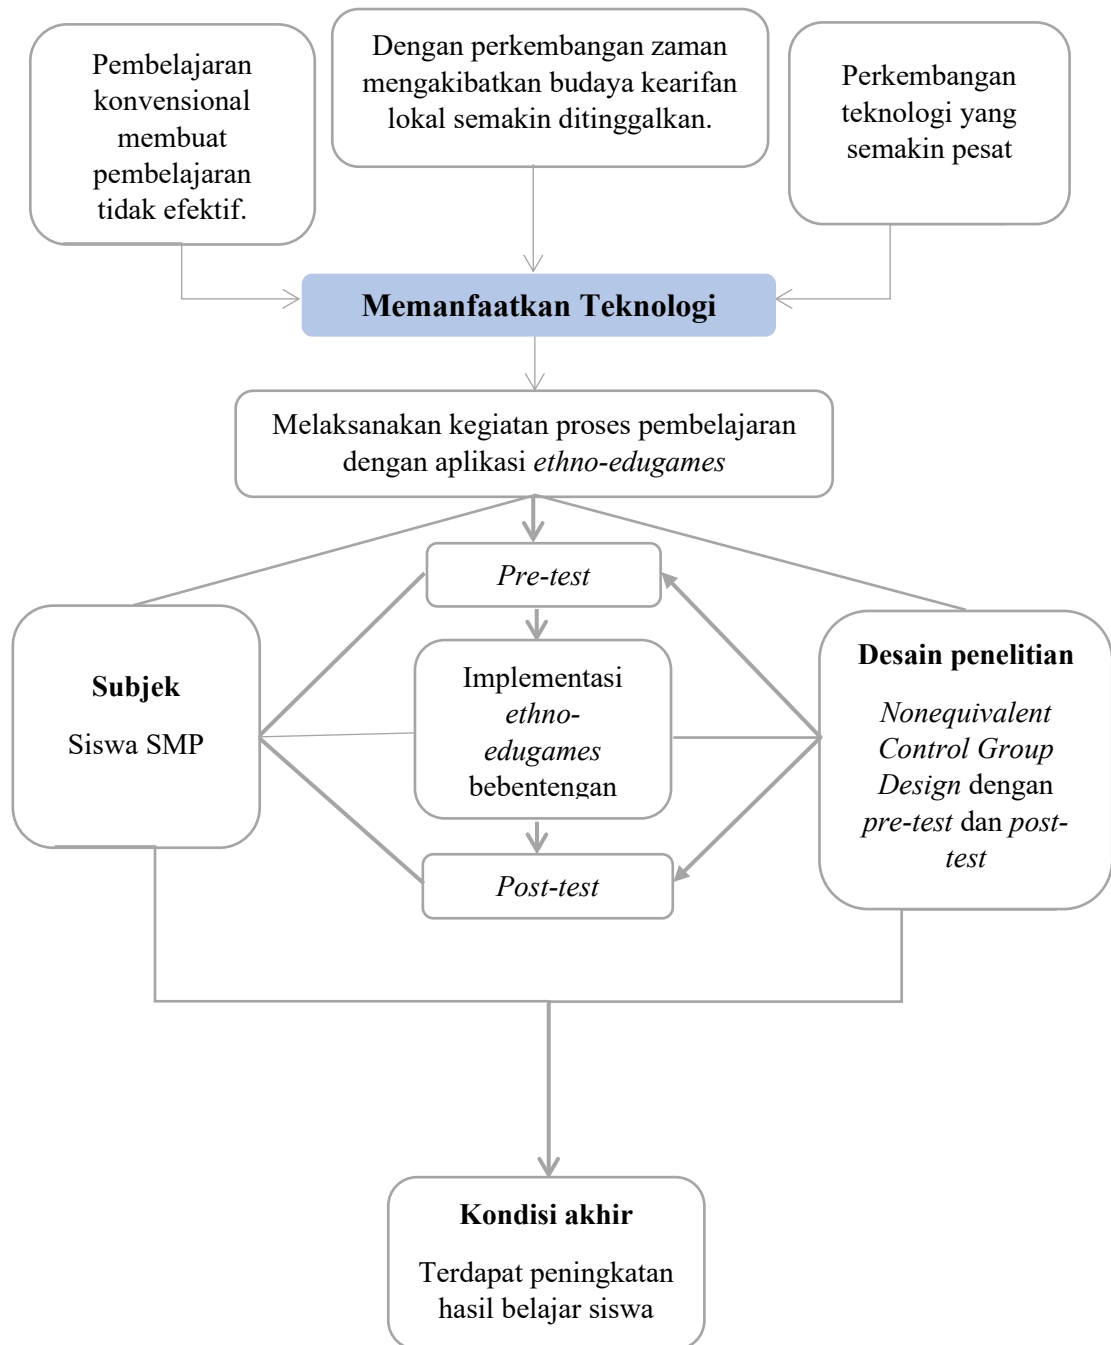 Pembelajaran
konvensional
membuat
pembelajaran
tidak efektif.
Dengan perkembangan zaman
mengakibatkan budaya kearifan
lokal semakin ditinggalkan.
Perkembangan
teknologi yang
semakin pesat
Memanfaatkan Teknologi
Melaksanakan kegiatan proses pembelajaran
dengan aplikasi ethno-edugames
Pre-test
Subjek
Siswa SMP
Implementasi
ethno-
edugames
bebentengan
Desain penelitian
Nonequivalent
Control Group
Design dengan
pre-test dan post-
test
Post-test
Kondisi akhir
Terdapat peningkatan
hasil belajar siswa